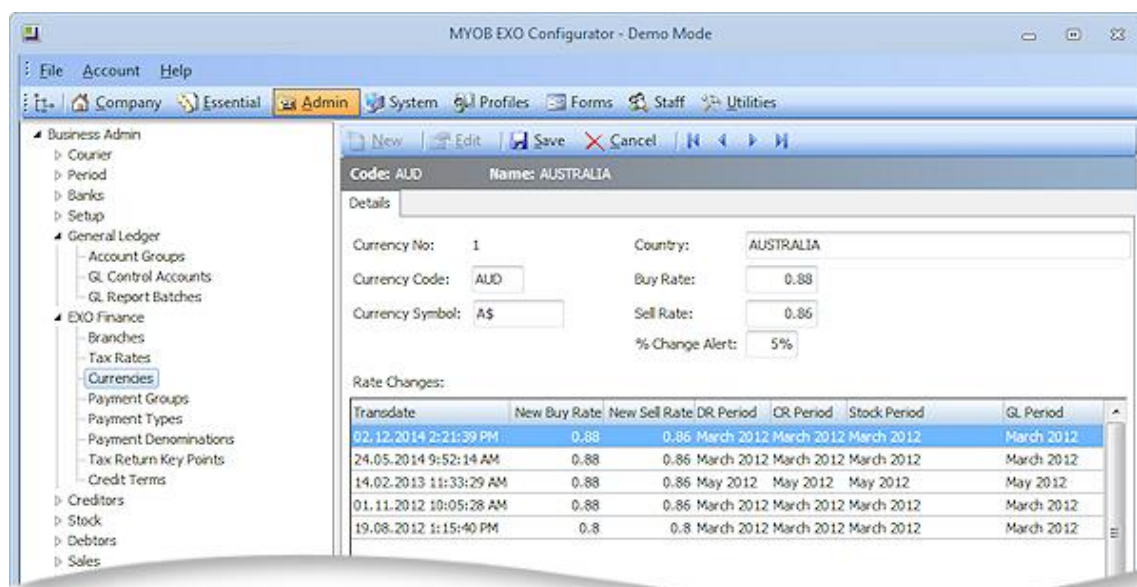 MYOB EXO Configurator - Demo Mode
File Account Help
Company Essential Admin System Profiles Forms Staff Utilities
Business Admin
Courier
Period
Banks
Setup
General Ledger
Account Groups
GL Control Accounts
GL Report Batches
EXO Finance
Branches
Tax Rates
Currencies
Payment Groups
Payment Types
Payment Denominations
Tax Return Key Points
Credit Terms
Creditors
Stock
Debtors
Sales
New Edit Save Cancel
Code: AUD Name: AUSTRALIA
Details
Currency No: 1 Country: AUSTRALIA
Currency Code: AUD Buy Rate: 0.88
Currency Symbol: A$ Sell Rate: 0.86
% Change Alert: 5%
Rate Changes:
Transdate New Buy Rate New Sell Rate DR Period CR Period Stock Period GL Period
02.12.2014 2:21:39 PM 0.88 0.86 March 2012 March 2012 March 2012 March 2012
24.05.2014 9:52:14 AM 0.88 0.86 March 2012 March 2012 March 2012 March 2012
14.02.2013 11:33:29 AM 0.88 0.86 May 2012 May 2012 May 2012 May 2012
01.11.2012 10:05:28 AM 0.88 0.86 March 2012 March 2012 March 2012 March 2012
19.08.2012 1:15:40 PM 0.8 0.8 March 2012 March 2012 March 2012 March 2012